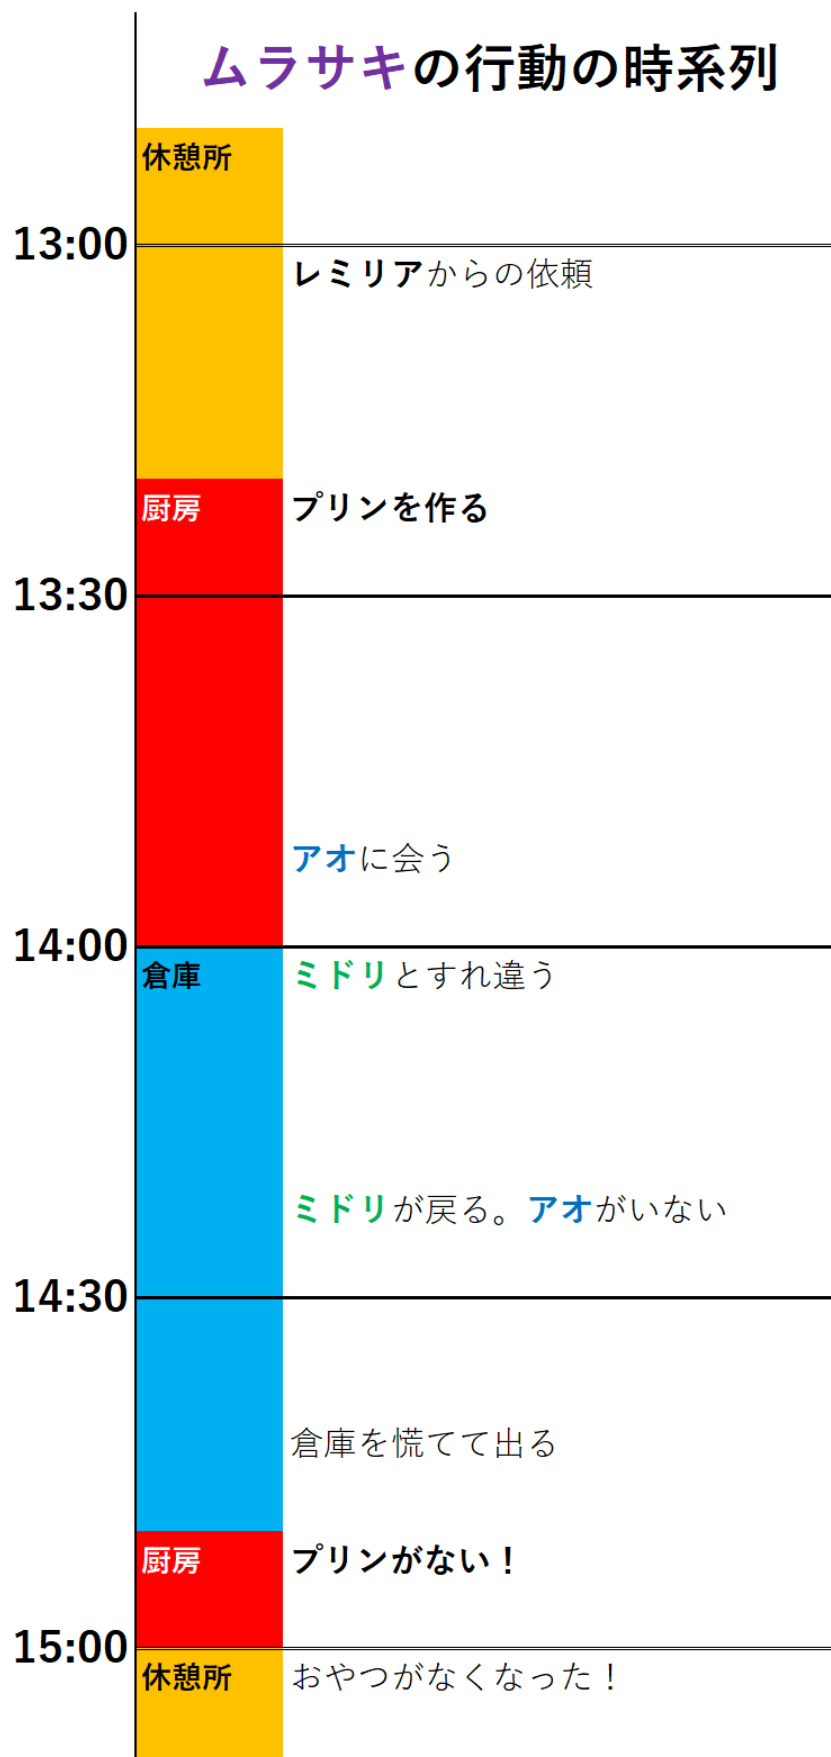 ムラサキの行動の時系列
休憩所
13:00
レミリアからの依頼
厨房 プリンを作る
13:30
アオに会う
14:00
倉庫 ミドリとすれ違う
ミドリが戻る。アオがいない
14:30
倉庫を慌てて出る
厨房 プリンがない！
15:00
休憩所 おやつがなくなった！